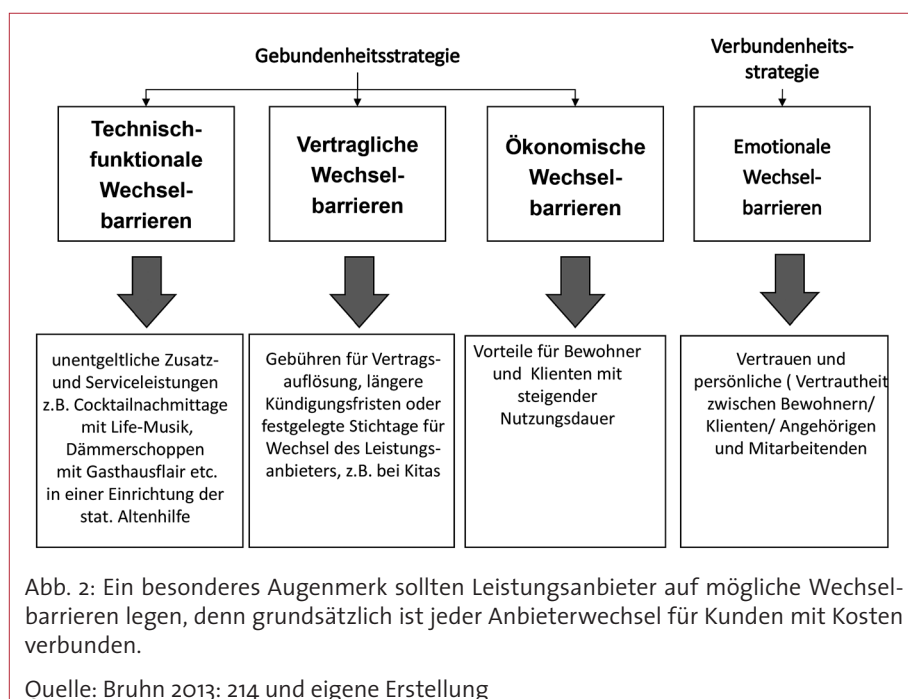 Gebundenheitsstrategie
Verbundenheits-
strategie
Technisch-
funktionale
Wechsel-
barrieren
Vertragliche
Wechsel-
barrieren
Ökonomische
Wechsel-
barrieren
Emotionale
Wechsel-
barrieren
unentgeltliche Zusatz-
und Serviceleistungen
z.B. Cocktailnachmittage
mit Life-Musik,
Dämmerschoppen
mit Gasthausflair etc.
in einer Einrichtung der
stat. Altenhilfe
Gebühren für Vertrags-
auflösung, längere
Kündigungsfristen oder
festgelegte Stichtage für
Wechsel des Leistungs-
anbieters, z.B. bei Kitas
Vorteile für Bewohner
und Klienten mit
steigender
Nutzungsdauer
Vertrauen und
persönliche ( Vertrautheit
zwischen Bewohnern/
Klienten/ Angehörigen
und Mitarbeitenden
Abb. 2: Ein besonderes Augenmerk sollten Leistungsanbieter auf mögliche Wechsel-
barrieren legen, denn grundsätzlich ist jeder Anbieterwechsel für Kunden mit Kosten
verbunden.
Quelle: Bruhn 2013: 214 und eigene Erstellung